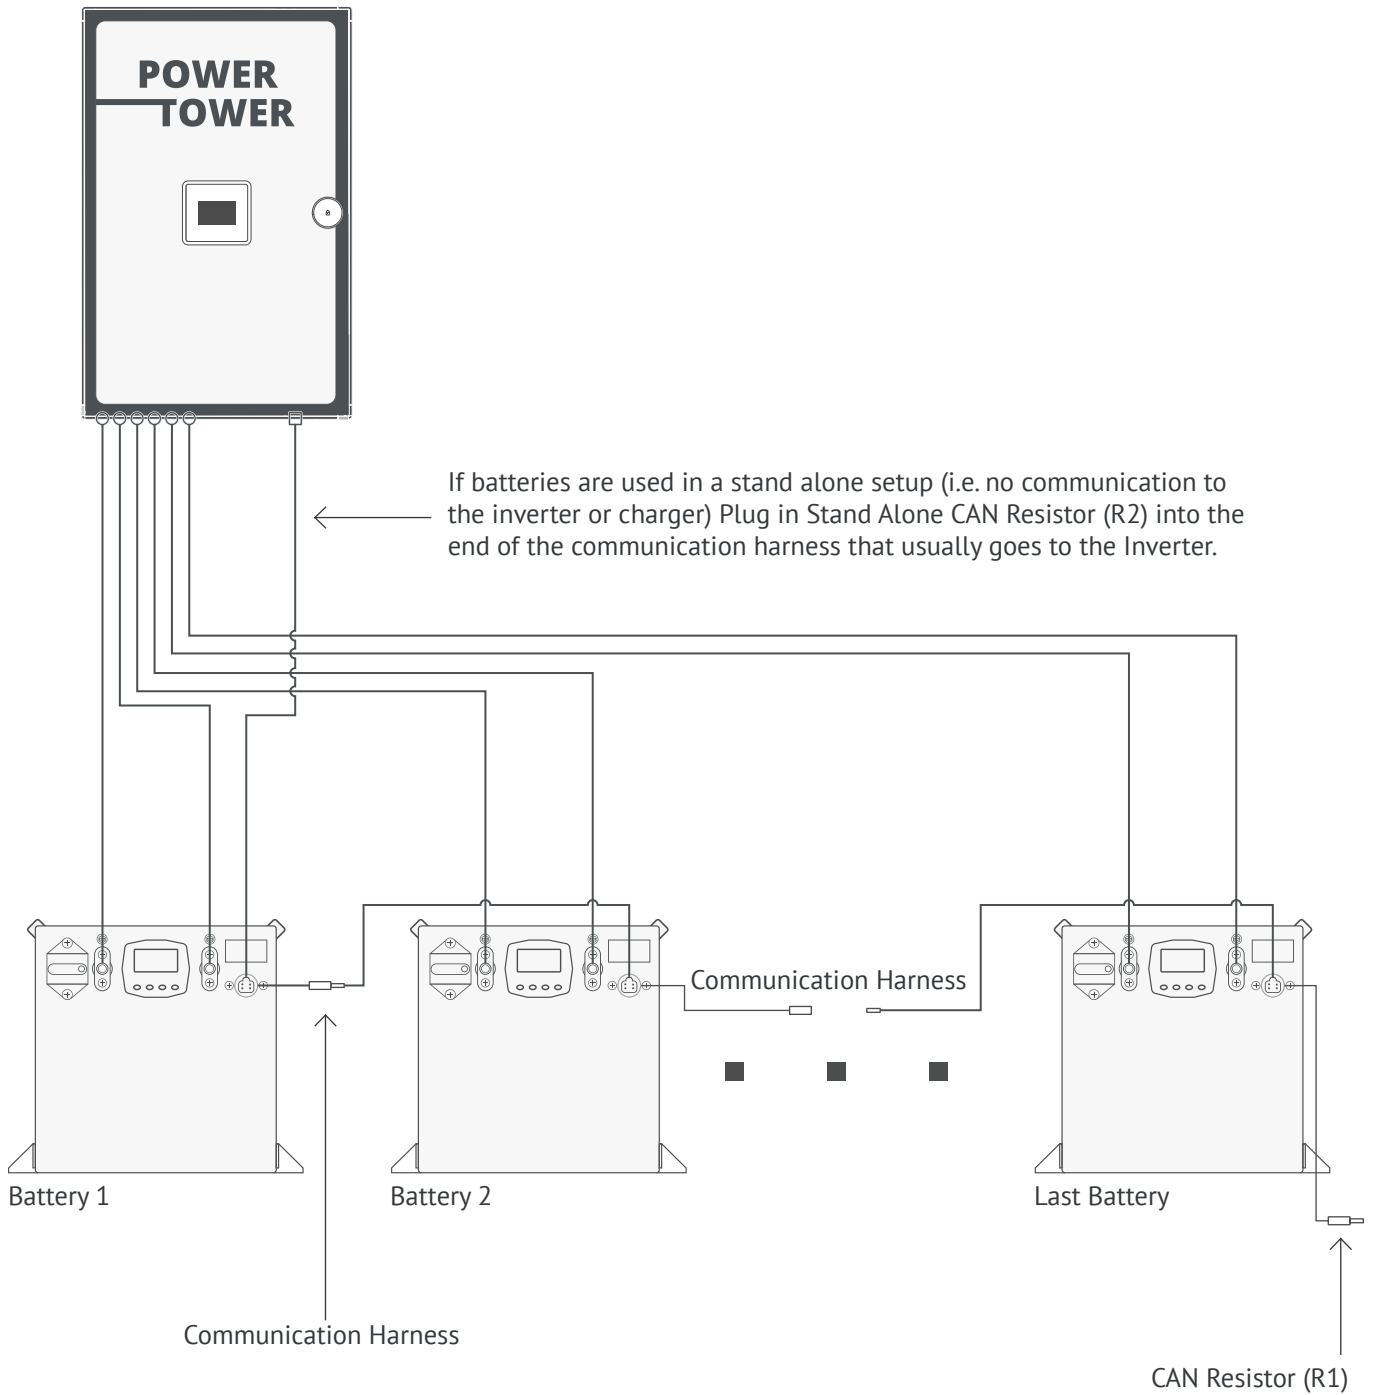 POWER
TOWER
If batteries are used in a stand alone setup (i.e. no communication to
the inverter or charger) Plug in Stand Alone CAN Resistor (R2) into the
end of the communication harness that usually goes to the Inverter.
Communication Harness
Battery 1
Battery 2
Last Battery
Communication Harness
CAN Resistor (R1)